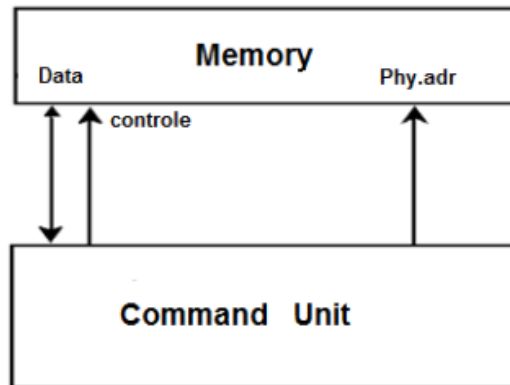 Memory
Data
Phy.adr
controle
Command Unit